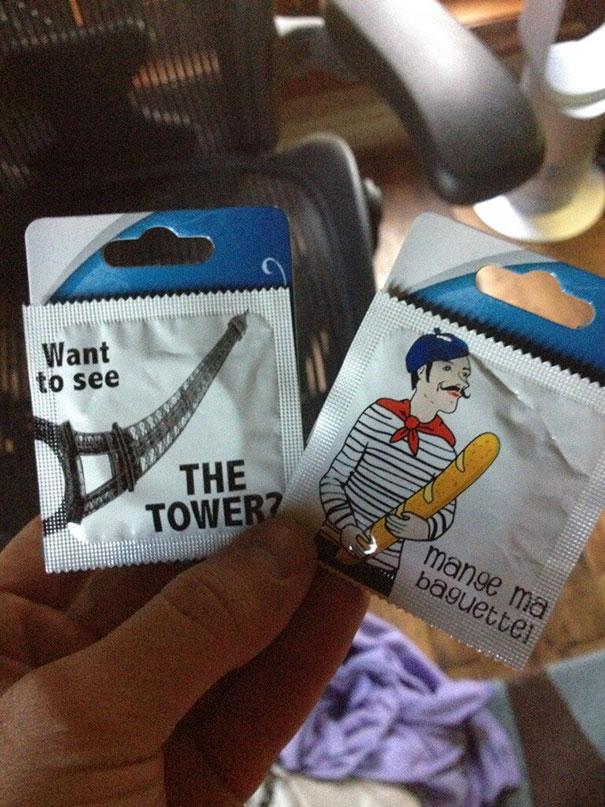 Want
to see
THE
TOWER?
mange ma
baguette!